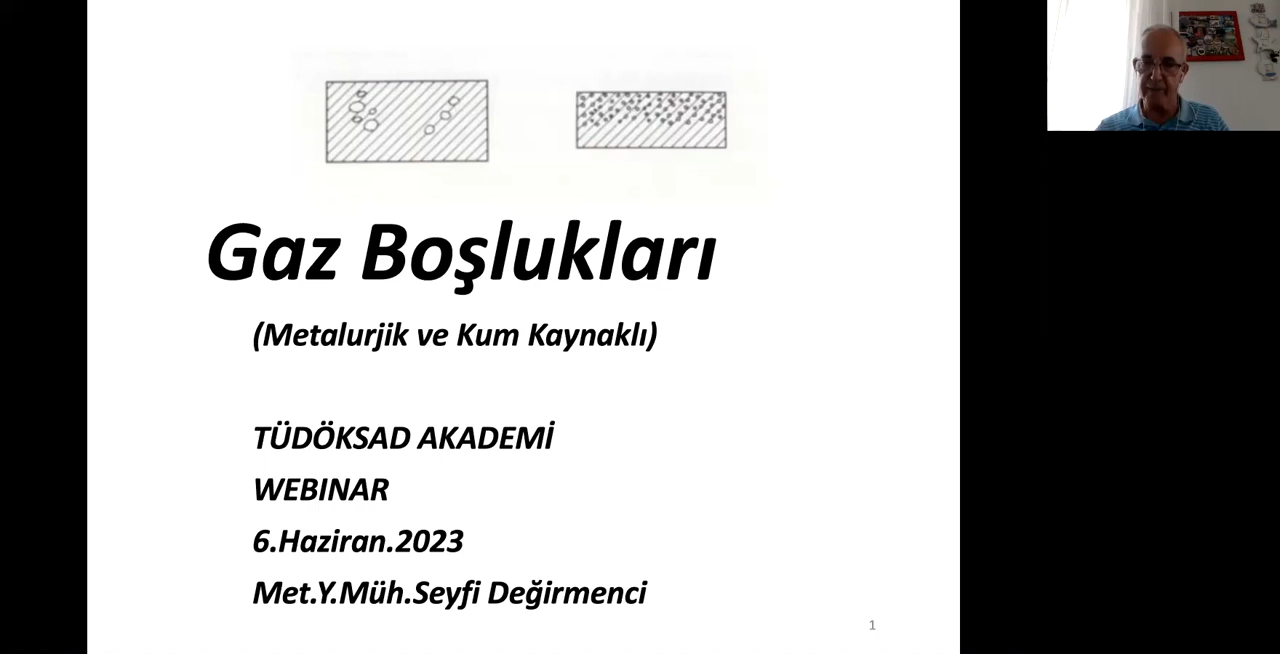 Gaz Boşlukları
(Metalurjik ve Kum Kaynaklı)
TÜDÖKSAD AKADEMİ
WEBINAR
6.Haziran.2023
Met.Y.Müh.Seyfi Değirmenci
1